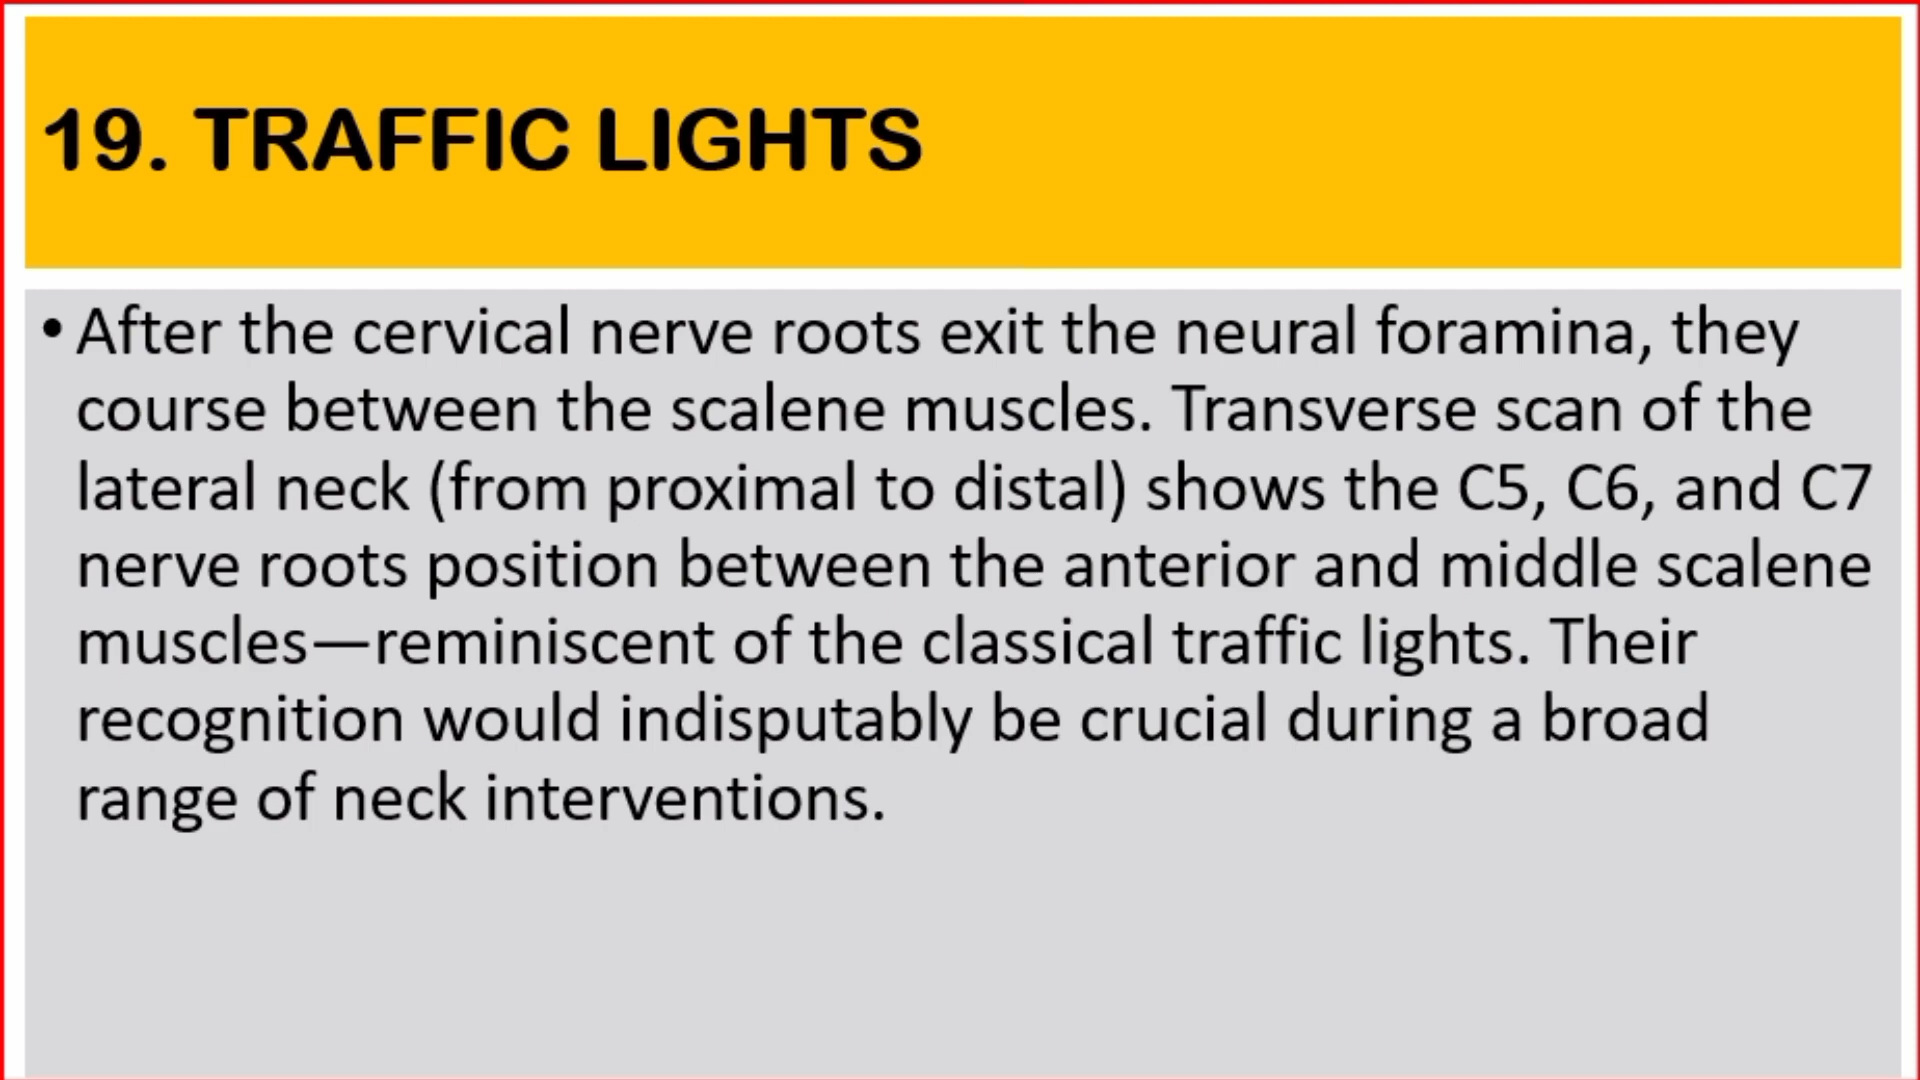 19. TRAFFIC LIGHTS
• After the cervical nerve roots exit the neural foramina, they
course between the scalene muscles. Transverse scan of the
lateral neck (from proximal to distal) shows the C5, C6, and C7
nerve roots position between the anterior and middle scalene
muscles—reminiscent of the classical traffic lights. Their
recognition would indisputably be crucial during a broad
range of neck interventions.